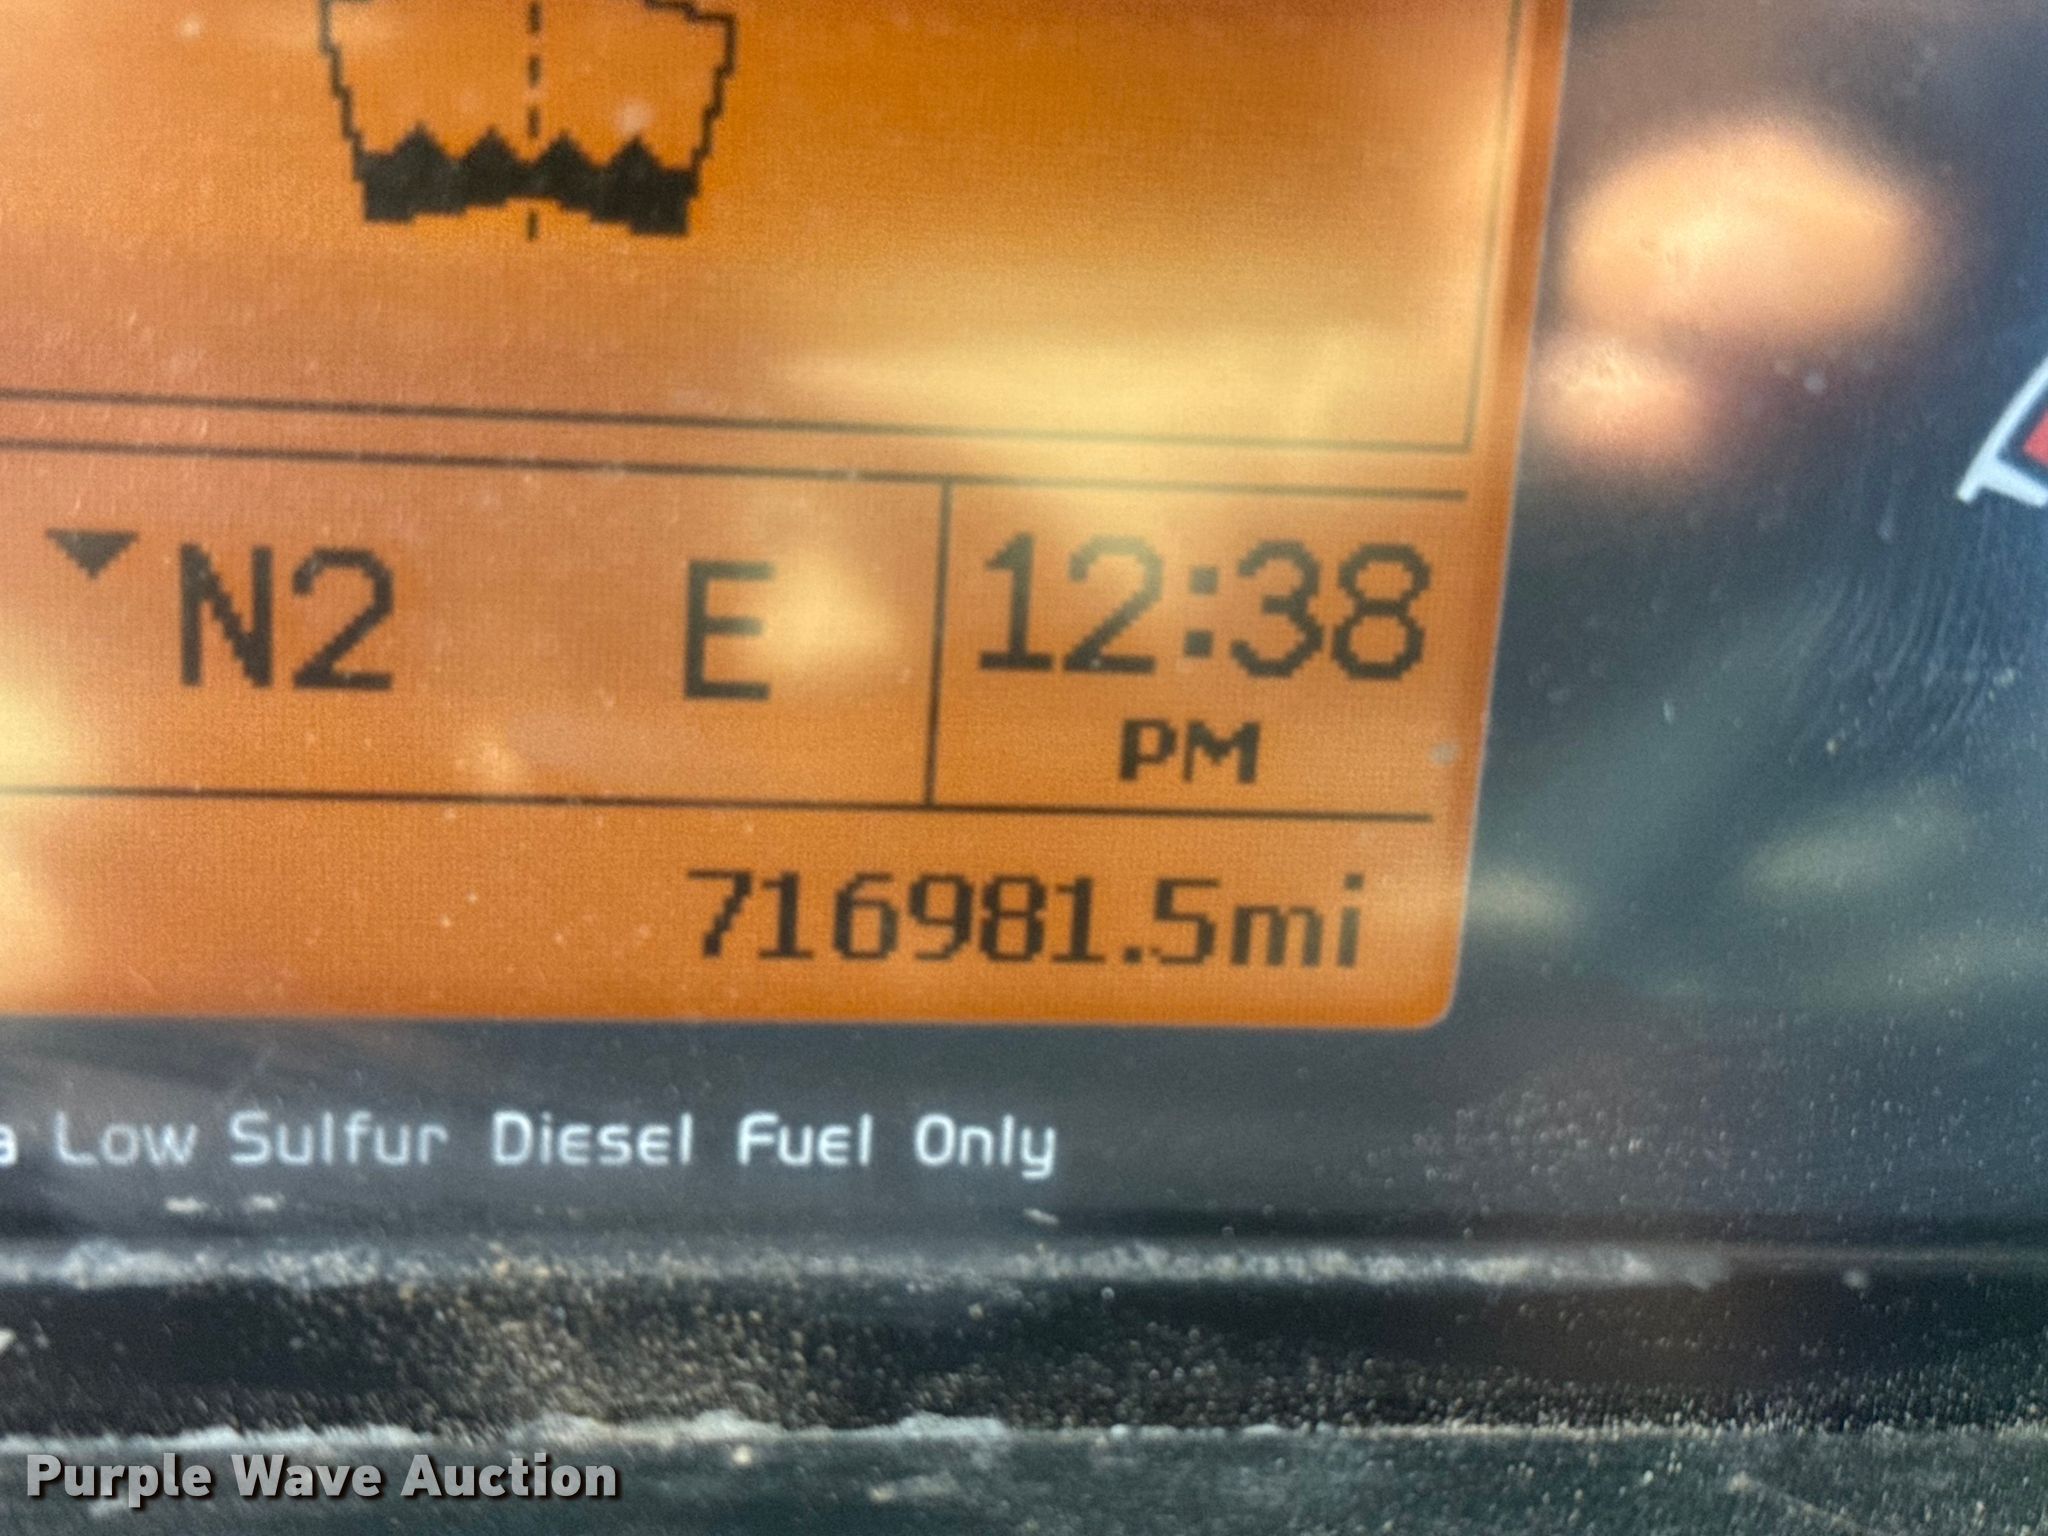 N2 E 12:38
PM
716981.5mi
a Low Sulfur Diesel Fuel Only
Purple Wave Auction